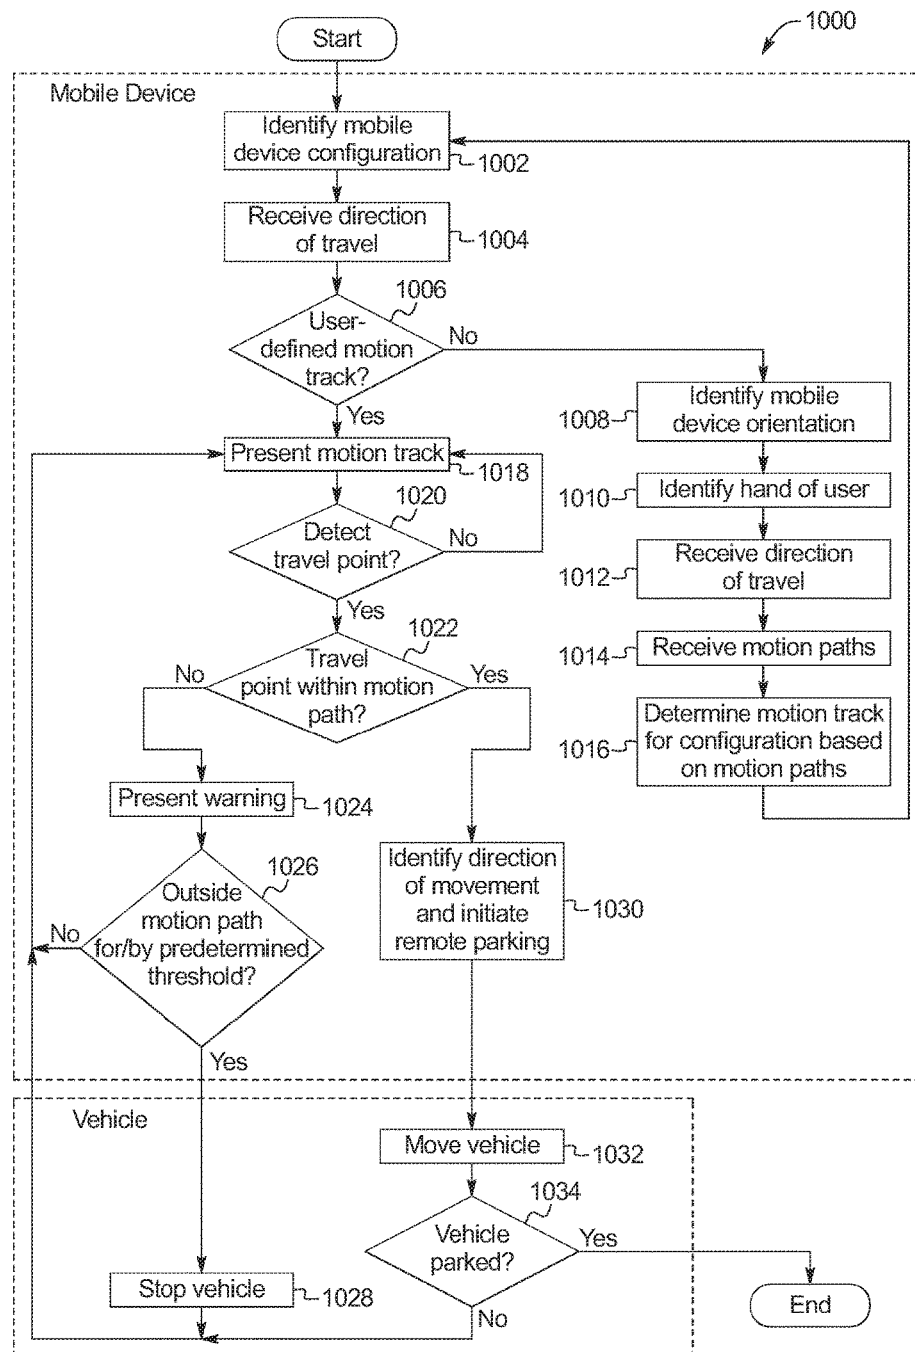 1000
Start
Mobile Device
Identify mobile
device configuration
1002
Receive direction
of travel
1004
1006
User-
defined motion
track?
No
Yes
Identify mobile
device orientation
1008
Present motion track
1018
1010
Identify hand of user
1020
Detect
travel point?
No
Yes
Receive direction
of travel
1012
1022
Travel
point within motion
path?
No
Yes
1014
Receive motion paths
Determine motion track
for configuration based
on motion paths
1016
Present warning
1024
1026
Outside
motion path
for/by predetermined
threshold?
No
Yes
Identify direction
of movement
and initiate
remote parking
1030
Vehicle
Move vehicle
1032
1034
Vehicle
parked?
Yes
No
Stop vehicle
1028
End